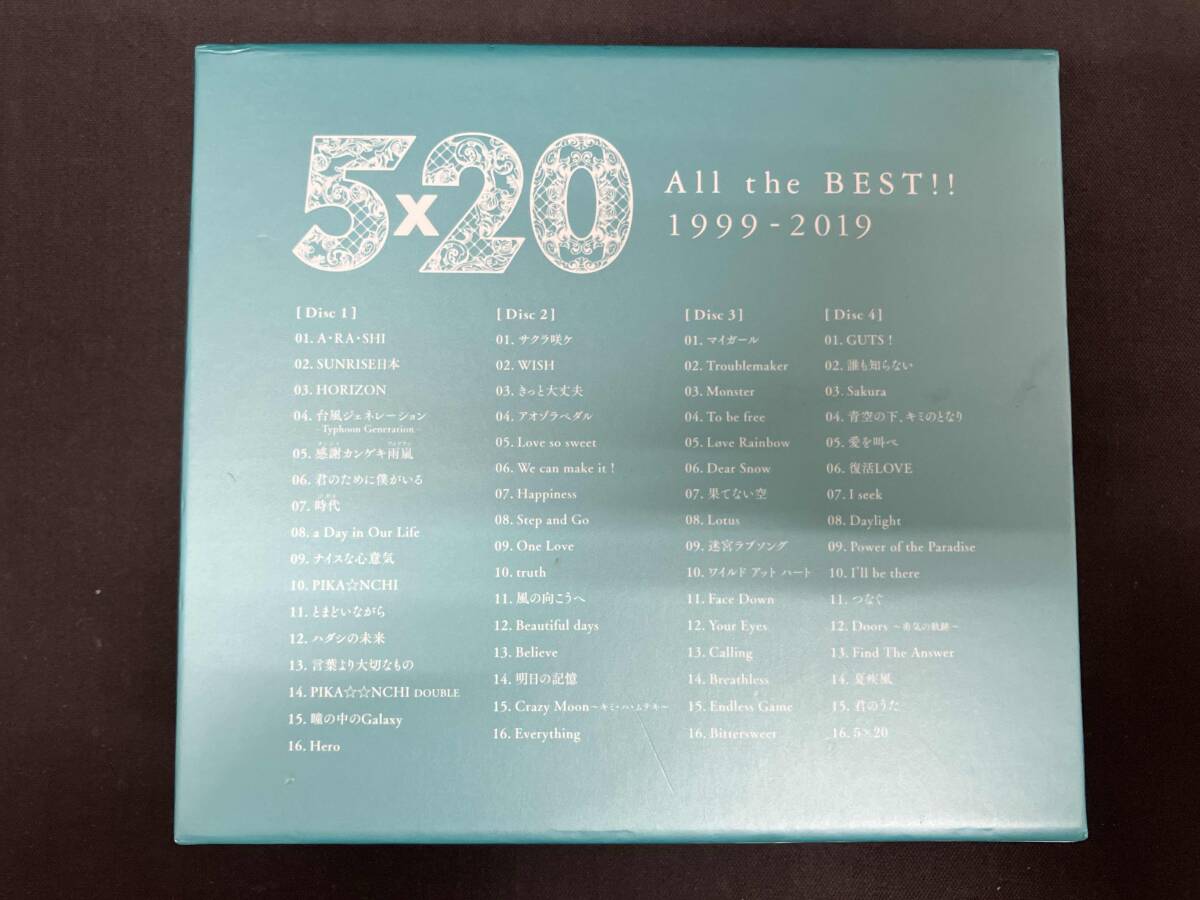 5x20
All the BEST!!
1999-2019
[Disc 1]
01. A・RA・SHI
02. SUNRISE日本
03. HORIZON
04. 台風ジェネレーション
-Typhoon Generation-
05. 感謝カンゲキ雨嵐
06. 君のために僕がいる
07. 時代
08. a Day in Our Life
09. ナイスな心意気
10. PIKA☆NCHI
11. とまどいながら
12. ハダシの未来
13. 言葉より大切なもの
14. PIKA☆☆NCHI DOUBLE
15. 瞳の中のGalaxy
16. Hero
[Disc 2]
01. サクラ咲ケ
02. WISH
03. きっと大丈夫
04. アオゾラペダル
05. Love so sweet
06. We can make it!
07. Happiness
08. Step and Go
09. One Love
10. truth
11. 風の向こうへ
12. Beautiful days
13. Believe
14. 明日の記憶
15. Crazy Moon～キミ・ハ・ムテキ～
16. Everything
[Disc 3]
01. マイガール
02. Troublemaker
03. Monster
04. To be free
05. Løve Rainbow
06. Dear Snow
07. 果てない空
08. Lotus
09. 迷宮ラブソング
10. ワイルド アット ハート
11. Face Down
12. Your Eyes
13. Calling
14. Breathless
15. Endless Game
16. Bittersweet
[Disc 4]
01. GUTS !
02. 誰も知らない
03. Sakura
04. 青空の下、キミのとなり
05. 愛を叫べ
06. 復活LOVE
07. I seek
08. Daylight
09. Power of the Paradise
10. I'll be there
11. つなぐ
12. Doors ～勇気の軌跡～
13. Find The Answer
14. 夏疾風
15. 君のうた
16. 5×20